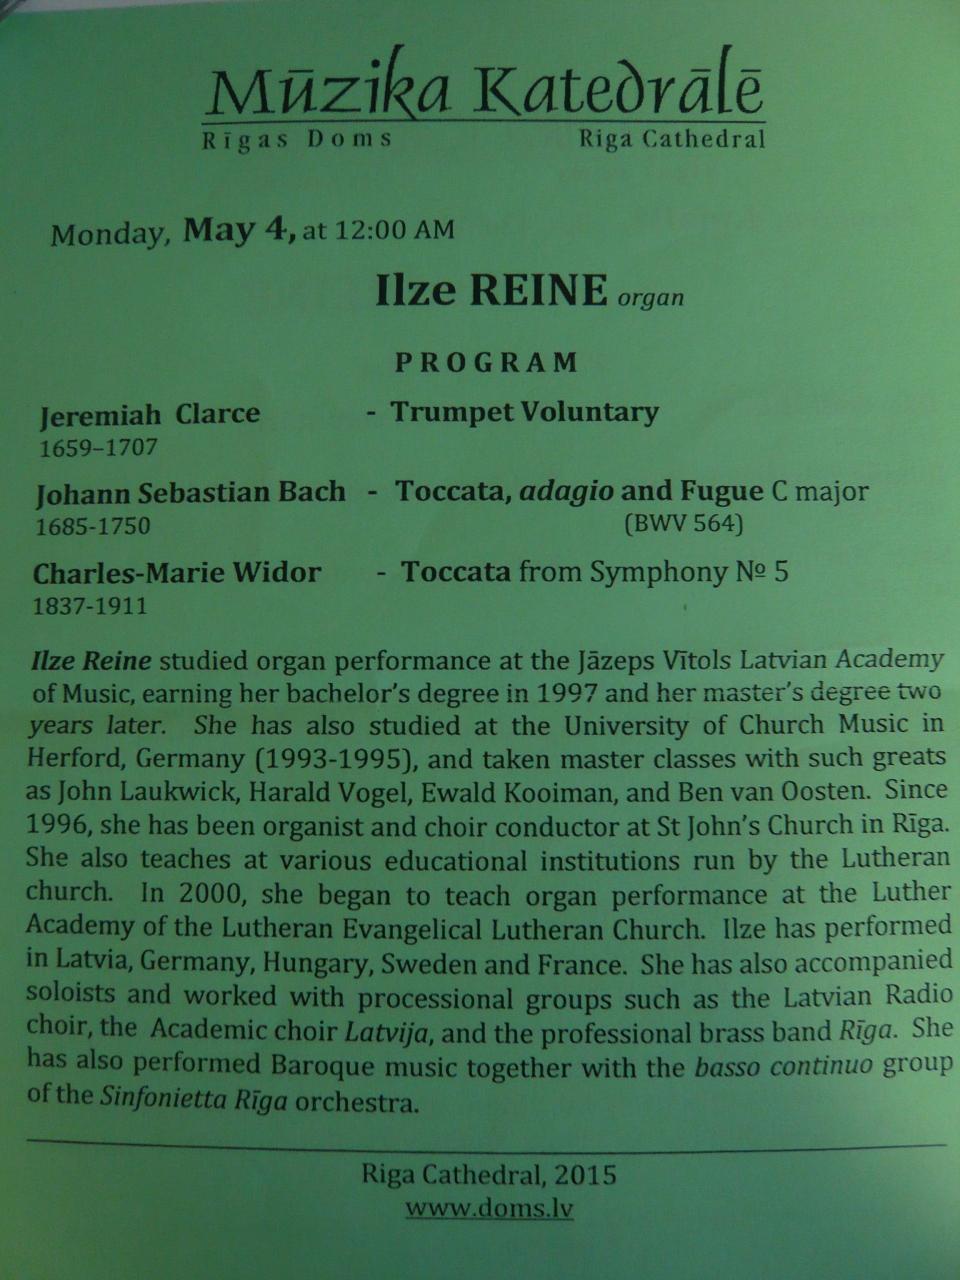 Mūzika Katedrālē
Rīgas Doms Riga Cathedral
Monday, May 4, at 12:00 AM
Ilze REINE organ
PROGRAM
Jeremiah Clarce - Trumpet Voluntary
1659–1707
Johann Sebastian Bach - Toccata, adagio and Fugue C major
1685-1750 (BWV 564)
Charles-Marie Widor - Toccata from Symphony № 5
1837-1911
Ilze Reine studied organ performance at the Jāzeps Vītols Latvian Academy
of Music, earning her bachelor's degree in 1997 and her master's degree two
years later. She has also studied at the University of Church Music in
Herford, Germany (1993-1995), and taken master classes with such greats
as John Laukwick, Harald Vogel, Ewald Kooiman, and Ben van Oosten. Since
1996, she has been organist and choir conductor at St John's Church in Rīga.
She also teaches at various educational institutions run by the Lutheran
church. In 2000, she began to teach organ performance at the Luther
Academy of the Lutheran Evangelical Lutheran Church. Ilze has performed
in Latvia, Germany, Hungary, Sweden and France. She has also accompanied
soloists and worked with processional groups such as the Latvian Radio
choir, the Academic choir Latvija, and the professional brass band Rīga. She
has also performed Baroque music together with the basso continuo group
of the Sinfonietta Rīga orchestra.
Riga Cathedral, 2015
www.doms.lv